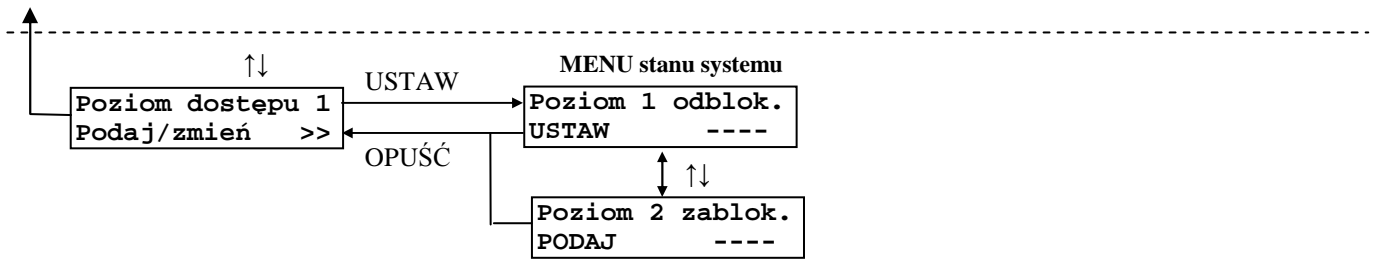 ↑↓
USTAW
MENU stanu systemu
Poziom dostępu 1
Podaj/zmień >>
Poziom 1 odblok.
USTAW ----
OPUŚĆ
↑↓
Poziom 2 zablok.
PODAJ ----